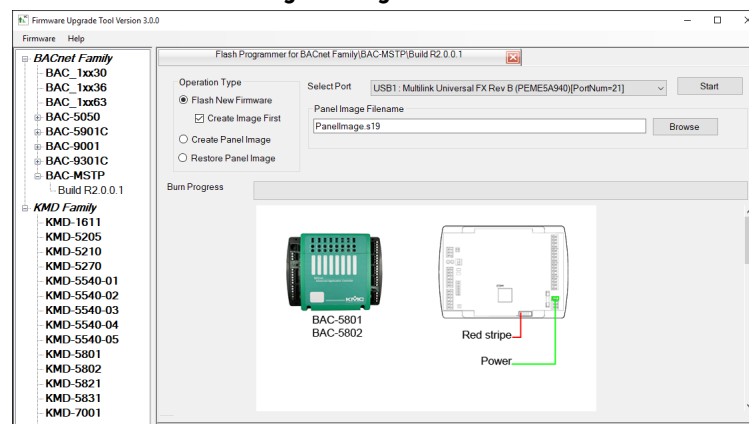 Firmware Upgrade Tool Version 3.0.0
Firmware Help
BACnet Family
BAC_1xx30
BAC_1xx36
BAC_1xx63
BAC-5050
BAC-5901C
BAC-9001
BAC-9301C
BAC-MSTP
Build R2.0.0.1
KMD Family
KMD-1611
KMD-5205
KMD-5210
KMD-5270
KMD-5540-01
KMD-5540-02
KMD-5540-03
KMD-5540-04
KMD-5540-05
KMD-5801
KMD-5802
KMD-5821
KMD-5831
KMD-7001
Flash Programmer for BACnet Family\BAC-MSTP\Build R2.0.0.1
Operation Type
Flash New Firmware
Create Image First
Create Panel Image
Restore Panel Image
Select Port
USB1 : Multilink Universal FX Rev B (PEME5A940)[PortNum=21]
Start
Panel Image Filename
PanelImage.s19
Browse
Burn Progress
BAC-5801
BAC-5802
Red stripe
Power